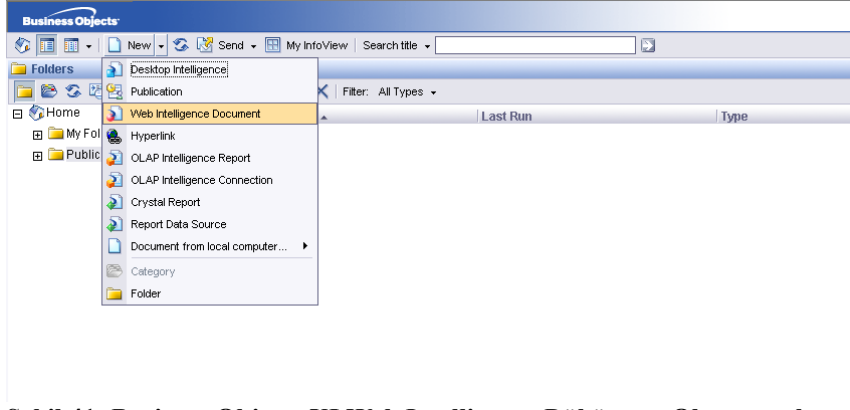 Business Objects
New Send My InfoView Search title
Folders
Filter: All Types
Home
Last Run Type
My Fol
Public
Desktop Intelligence
Publication
Web Intelligence Document
Hyperlink
OLAP Intelligence Report
OLAP Intelligence Connection
Crystal Report
Report Data Source
Document from local computer...
Category
Folder